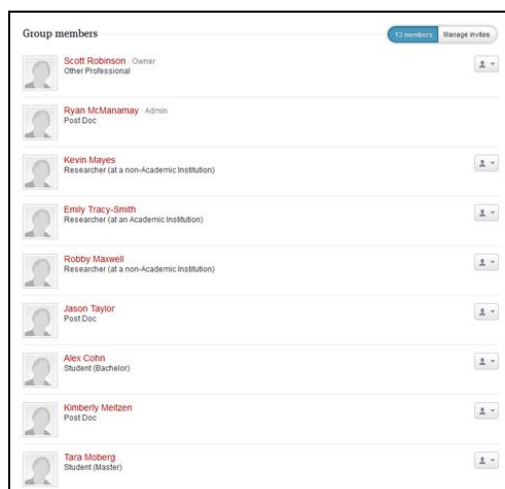 Group members
13 members Manage invites
Scott Robinson · Owner
Other Professional
Ryan McManamay · Admin
Post Doc
Kevin Mayes
Researcher (at a non-Academic Institution)
Emily Tracy-Smith
Researcher (at an Academic Institution)
Robby Maxwell
Researcher (at a non-Academic Institution)
Jason Taylor
Post Doc
Alex Cohn
Student (Bachelor)
Kimberly Meitzen
Post Doc
Tara Moberg
Student (Master)